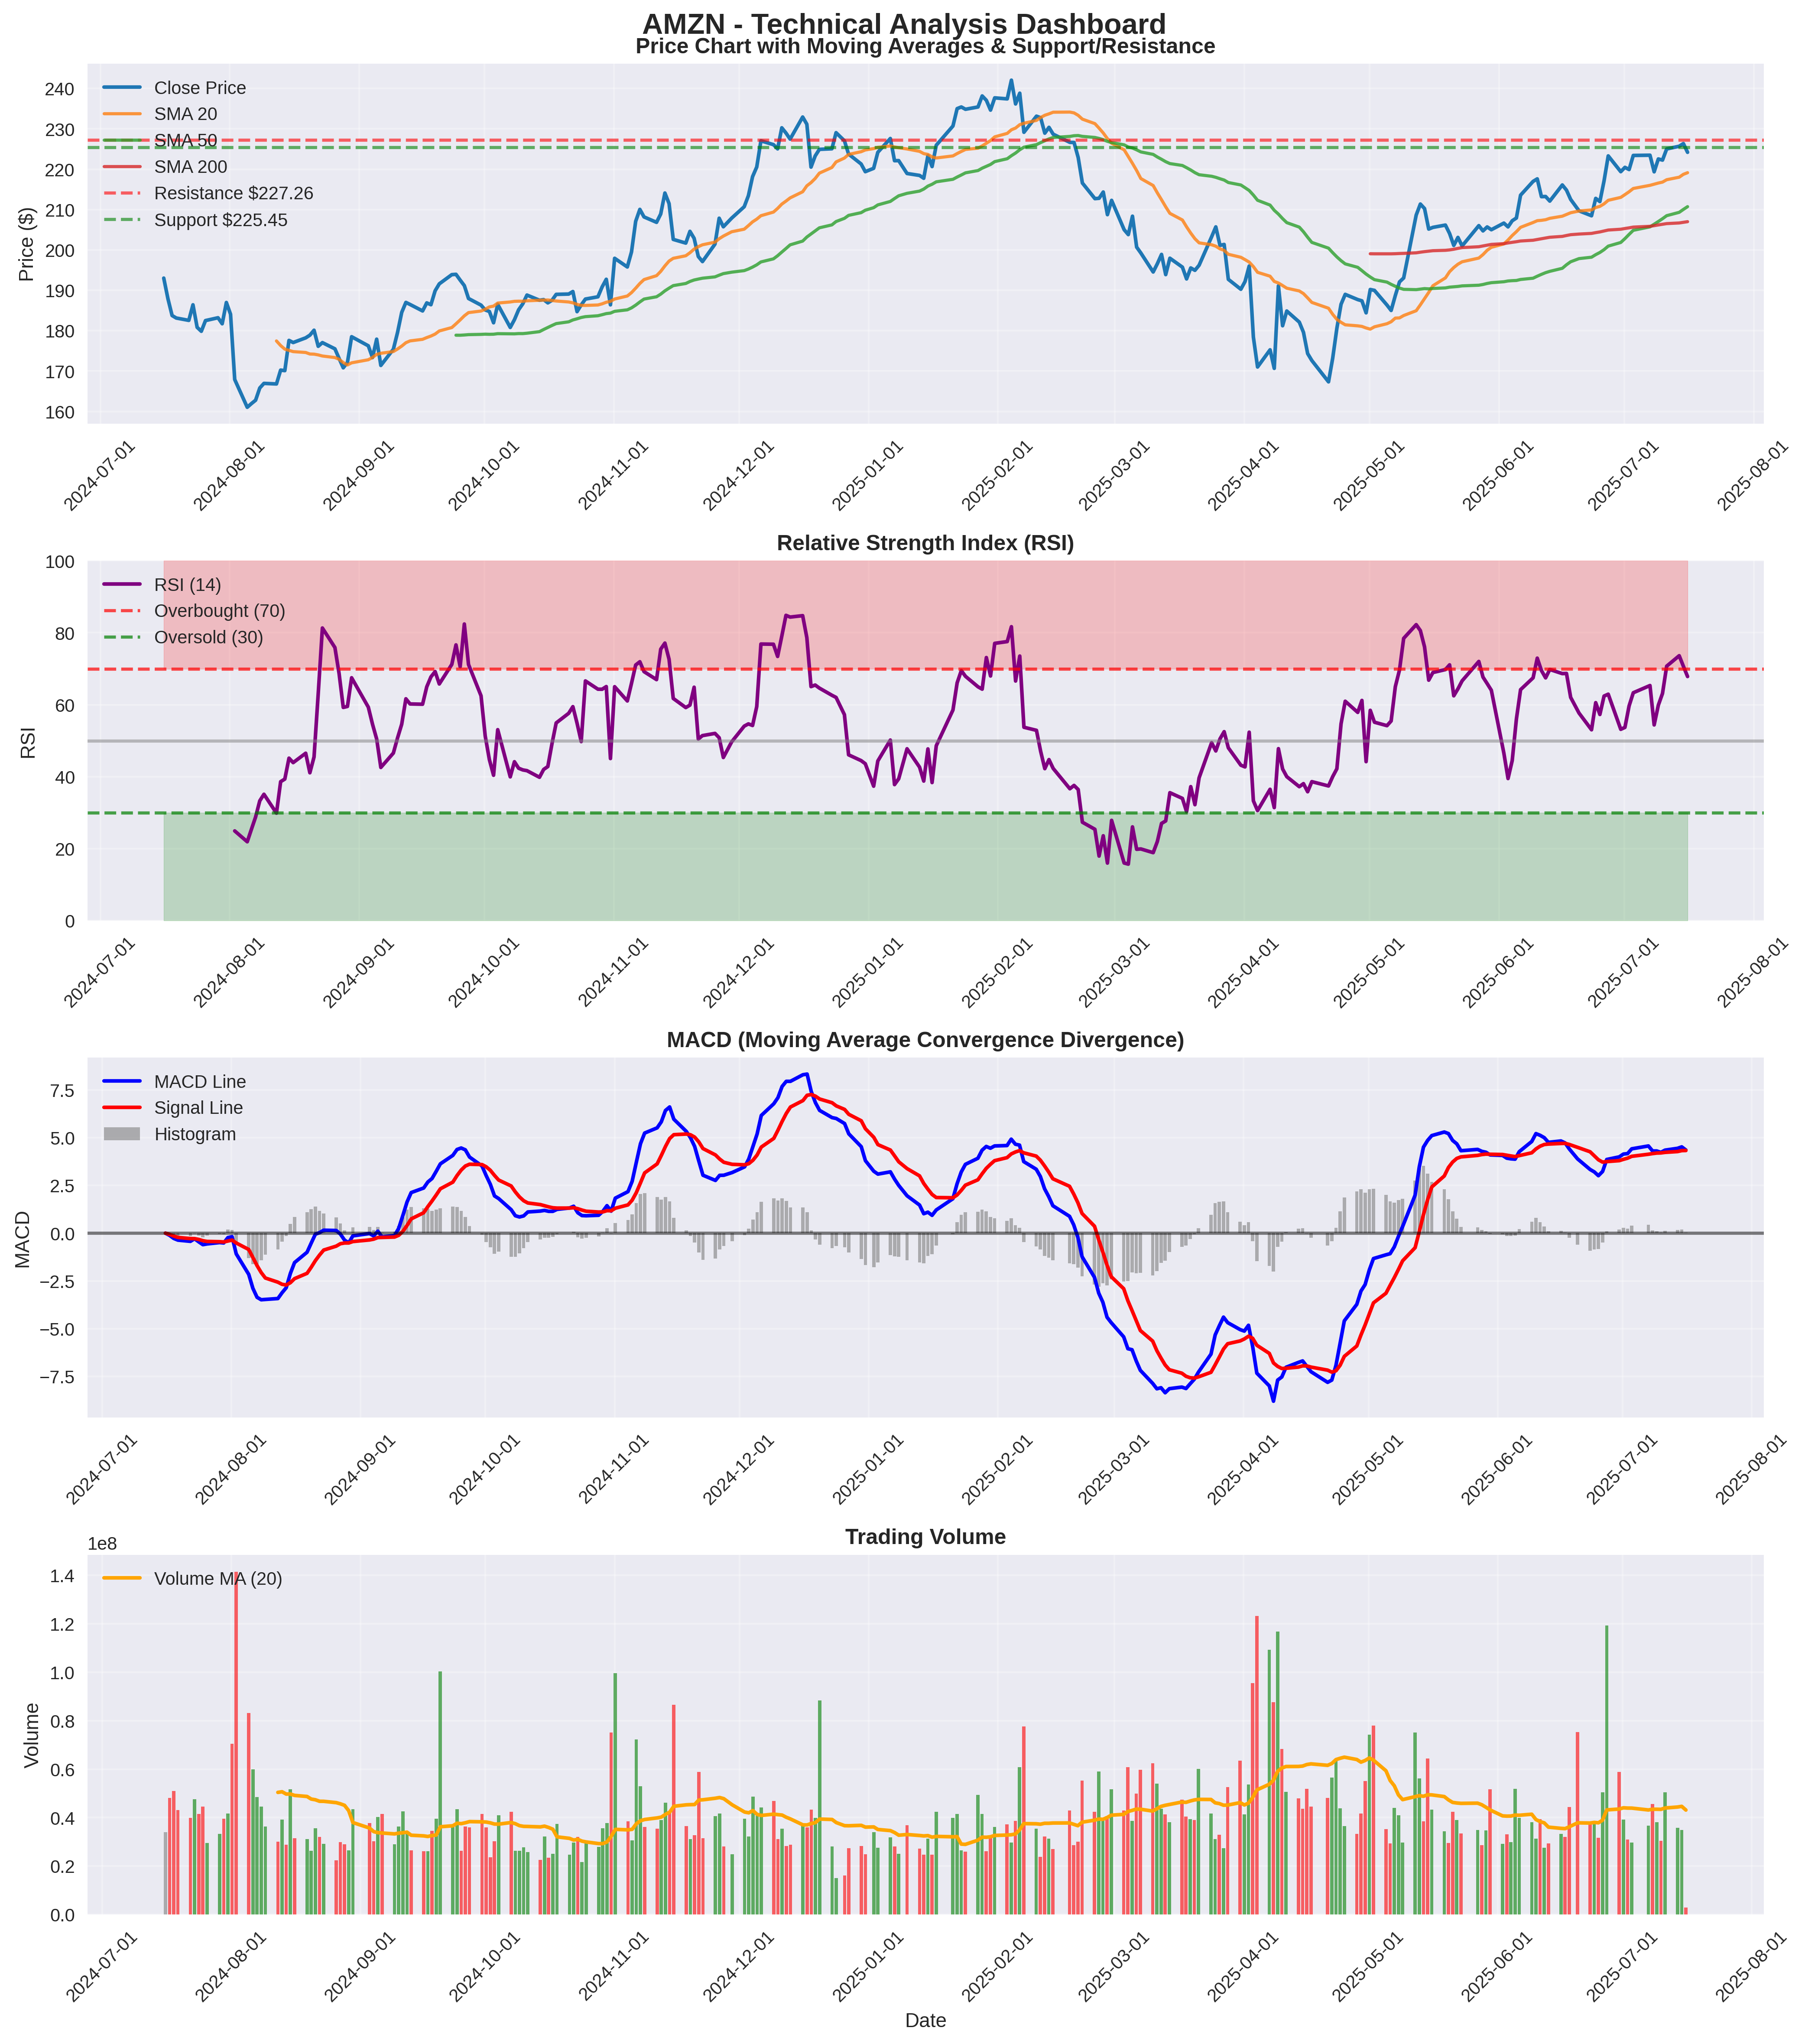 AMZN - Technical Analysis Dashboard
Price Chart with Moving Averages & Support/Resistance
Close Price
SMA 20
SMA 50
SMA 200
Resistance $227.26
Support $225.45
Price ($)
240
230
220
210
200
190
180
170
160
2024-07-01 2024-08-01 2024-09-01 2024-10-01 2024-11-01 2024-12-01 2025-01-01 2025-02-01 2025-03-01 2025-04-01 2025-05-01 2025-06-01 2025-07-01 2025-08-01
Relative Strength Index (RSI)
RSI (14)
Overbought (70)
Oversold (30)
RSI
100
80
60
40
20
0
2024-07-01 2024-08-01 2024-09-01 2024-10-01 2024-11-01 2024-12-01 2025-01-01 2025-02-01 2025-03-01 2025-04-01 2025-05-01 2025-06-01 2025-07-01 2025-08-01
MACD (Moving Average Convergence Divergence)
MACD Line
Signal Line
Histogram
MACD
7.5
5.0
2.5
0.0
−2.5
−5.0
−7.5
2024-07-01 2024-08-01 2024-09-01 2024-10-01 2024-11-01 2024-12-01 2025-01-01 2025-02-01 2025-03-01 2025-04-01 2025-05-01 2025-06-01 2025-07-01 2025-08-01
Trading Volume
1e8
Volume MA (20)
Volume
1.4
1.2
1.0
0.8
0.6
0.4
0.2
0.0
2024-07-01 2024-08-01 2024-09-01 2024-10-01 2024-11-01 2024-12-01 2025-01-01 2025-02-01 2025-03-01 2025-04-01 2025-05-01 2025-06-01 2025-07-01 2025-08-01
Date